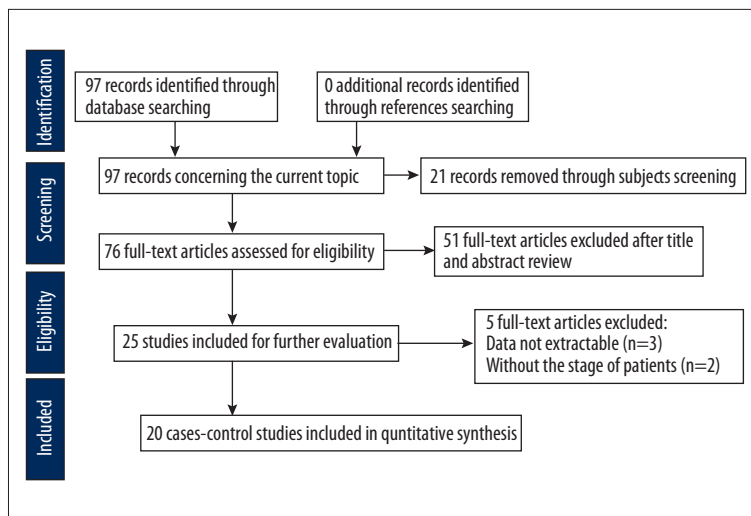 Identification
97 records identified through
database searching
0 additional records identified
through references searching
Screening
97 records concerning the current topic
21 records removed through subjects screening
76 full-text articles assessed for eligibility
51 full-text articles excluded after title
and abstract review
Eligibility
25 studies included for further evaluation
5 full-text articles excluded:
Data not extractable (n=3)
Without the stage of patients (n=2)
Included
20 cases-control studies included in quntitative synthesis